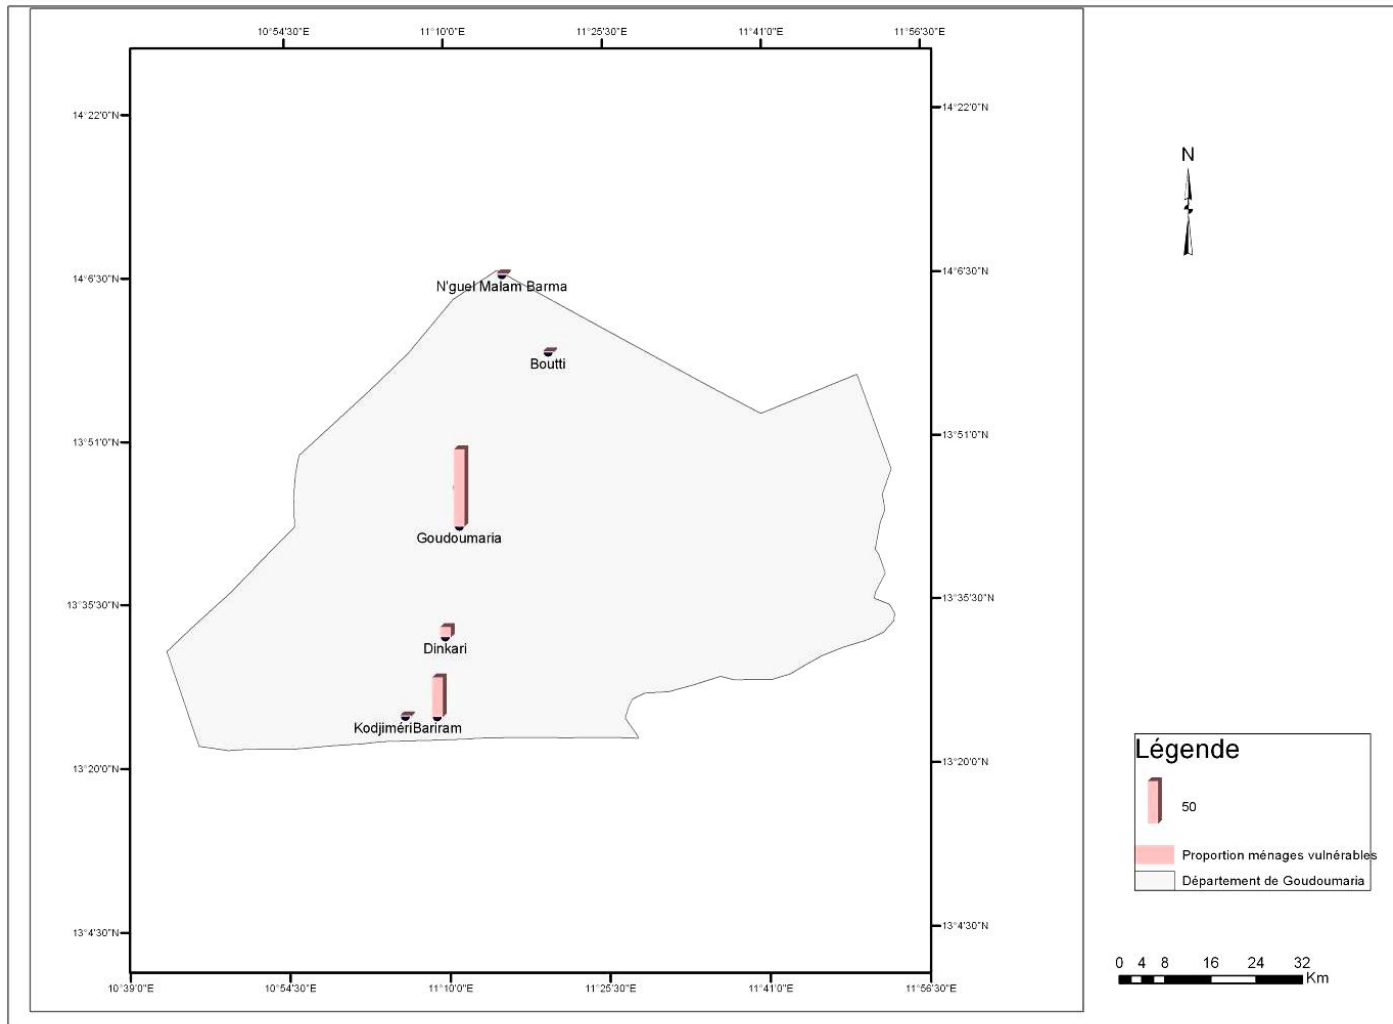 10°54'30"E 11°10'0"E 11°25'30"E 11°41'0"E 11°56'30"E
14°22'0"N 14°22'0"N
N
14°6'30"N 14°6'30"N
N'guel Malam Barma
Boutti
13°51'0"N 13°51'0"N
Goudoumaria
13°35'30"N 13°35'30"N
Dinkari
KodjimériBariram
13°20'0"N 13°20'0"N
Légende
50
Proportion ménages vulnérables
Département de Goudoumaria
13°4'30"N 13°4'30"N
0 4 8 16 24 32
Km
10°39'0"E 10°54'30"E 11°10'0"E 11°25'30"E 11°41'0"E 11°56'30"E